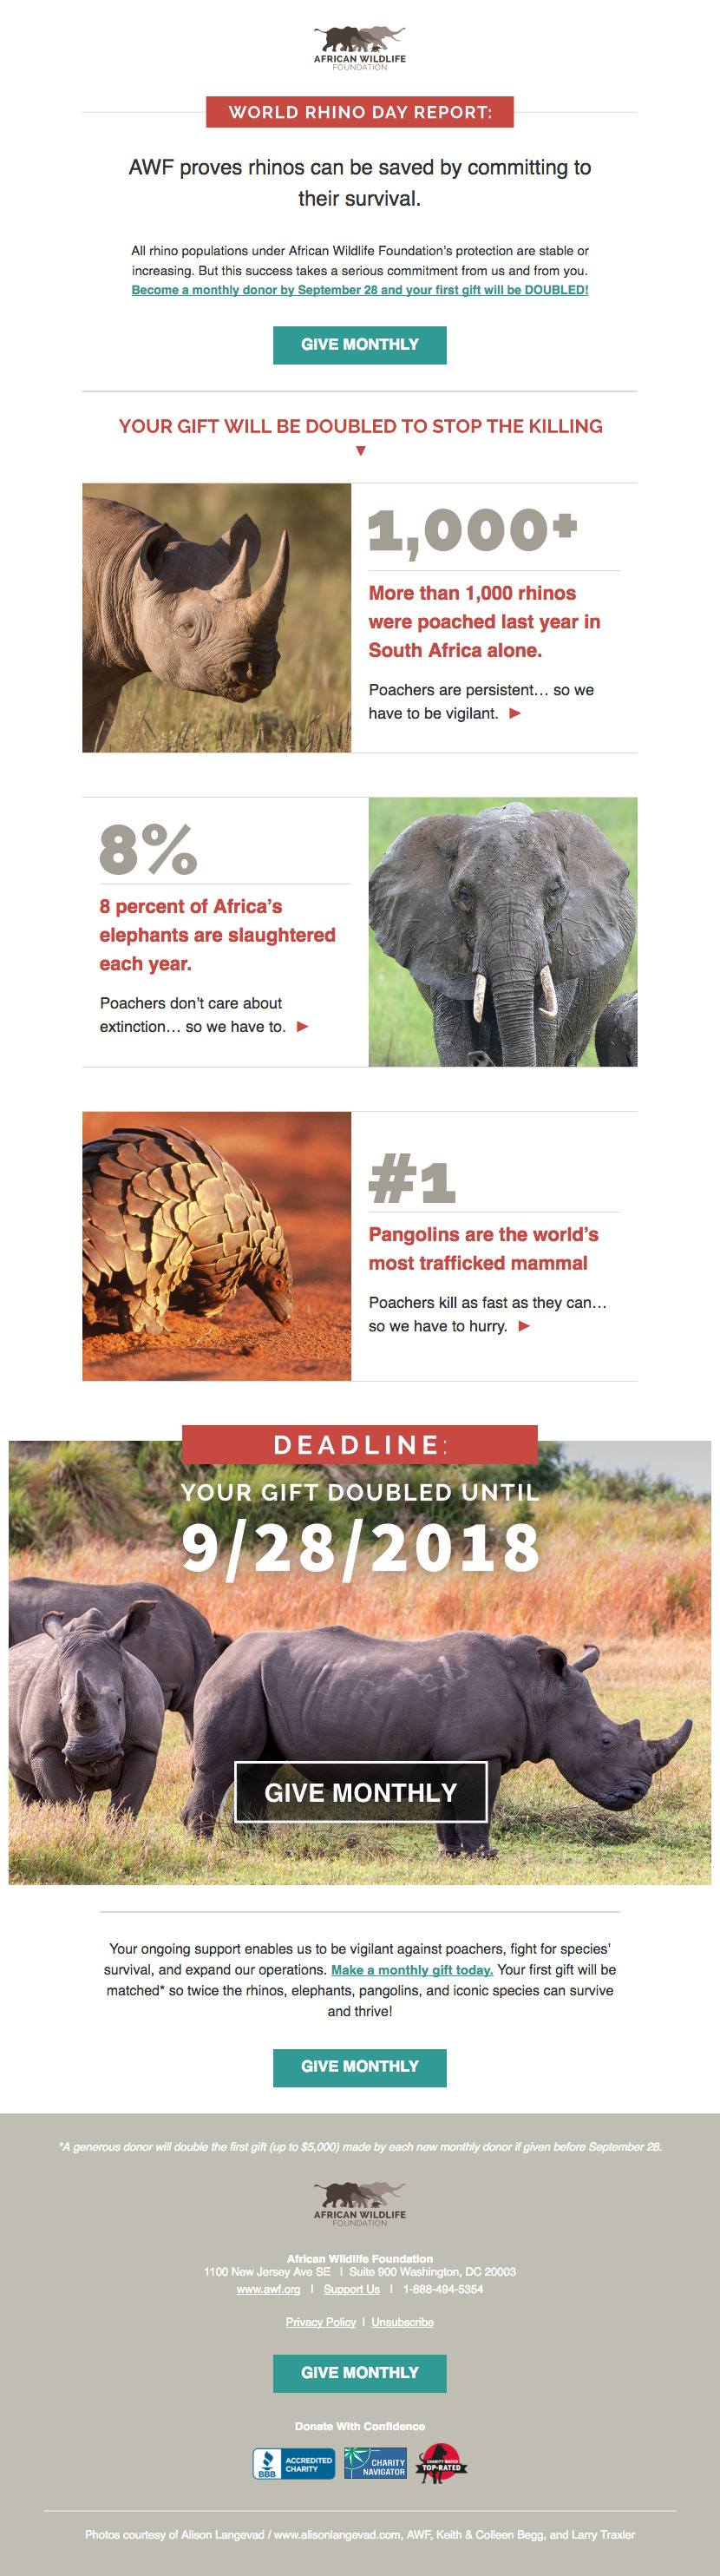 AFRICAN WILDLIFE
FOUNDATION
WORLD RHINO DAY REPORT:
AWF proves rhinos can be saved by committing to
their survival.
All rhino populations under African Wildlife Foundation's protection are stable or
increasing. But this success takes a serious commitment from us and from you.
Become a monthly donor by September 28 and your first gift will be DOUBLED!
GIVE MONTHLY
YOUR GIFT WILL BE DOUBLED TO STOP THE KILLING
▼
1,000+
More than 1,000 rhinos
were poached last year in
South Africa alone.
Poachers are persistent… so we
have to be vigilant. ►
8%
8 percent of Africa's
elephants are slaughtered
each year.
Poachers don't care about
extinction… so we have to. ►
#1
Pangolins are the world's
most trafficked mammal
Poachers kill as fast as they can…
so we have to hurry. ►
DEADLINE:
YOUR GIFT DOUBLED UNTIL
9/28/2018
GIVE MONTHLY
Your ongoing support enables us to be vigilant against poachers, fight for species'
survival, and expand our operations. Make a monthly gift today. Your first gift will be
matched* so twice the rhinos, elephants, pangolins, and iconic species can survive
and thrive!
GIVE MONTHLY
*A generous donor will double the first gift (up to $5,000) made by each new monthly donor if given before September 28.
AFRICAN WILDLIFE
FOUNDATION
African Wildlife Foundation
1100 New Jersey Ave SE | Suite 900 Washington, DC 20003
www.awf.org | Support Us | 1-888-494-5354
Privacy Policy | Unsubscribe
GIVE MONTHLY
Donate With Confidence
BBB ACCREDITED CHARITY
CHARITY NAVIGATOR
CHARITY WATCH TOP-RATED
Photos courtesy of Alison Langevad / www.alisonlangevad.com, AWF, Keith & Colleen Begg, and Larry Traxler